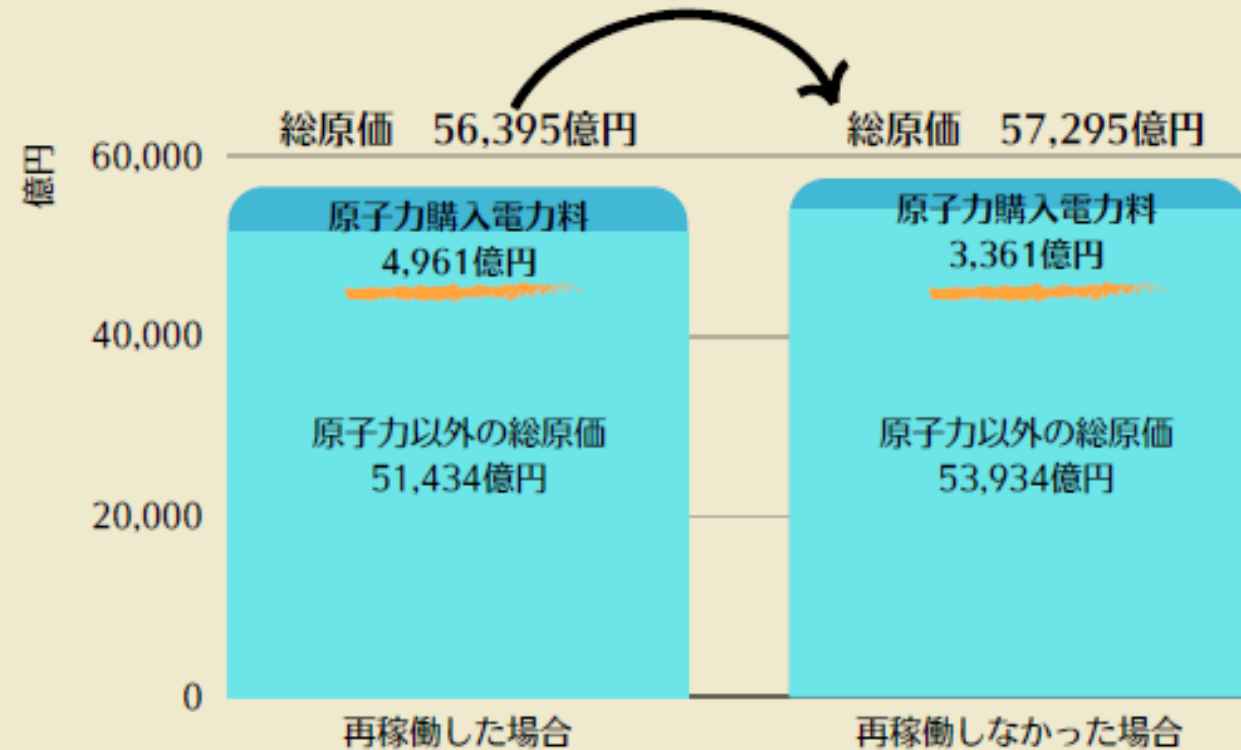 総原価 56,395億円
総原価 57,295億円
億円
60,000
40,000
20,000
0
原子力購入電力料
4,961億円
原子力以外の総原価
51,434億円
原子力購入電力料
3,361億円
原子力以外の総原価
53,934億円
再稼働した場合
再稼働しなかった場合